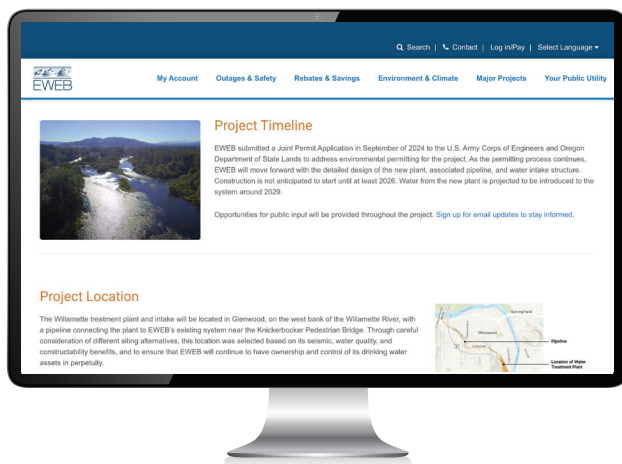 Search | Contact | Log in/Pay | Select Language
EWEB
My Account Outages & Safety Rebates & Savings Environment & Climate Major Projects Your Public Utility
Project Timeline
EWEB submitted a Joint Permit Application in September of 2024 to the U.S. Army Corps of Engineers and Oregon
Department of State Lands to address environmental permitting for the project. As the permitting process continues,
EWEB will move forward with the detailed design of the new plant, associated pipeline, and water intake structure.
Construction is not anticipated to start until at least 2026. Water from the new plant is projected to be introduced to the
system around 2029.
Opportunities for public input will be provided throughout the project. Sign up for email updates to stay informed.
Project Location
The Willamette treatment plant and intake will be located in Glenwood, on the west bank of the Willamette River, with
a pipeline connecting the plant to EWEB's existing system near the Knickerbocker Pedestrian Bridge. Through careful
consideration of different siting alternatives, this location was selected based on its seismic, water quality, and
constructability benefits, and to ensure that EWEB will continue to have ownership and control of its drinking water
assets in perpetuity.
Springfield
Glenwood
Pipeline
Location of Water
Treatment Plant